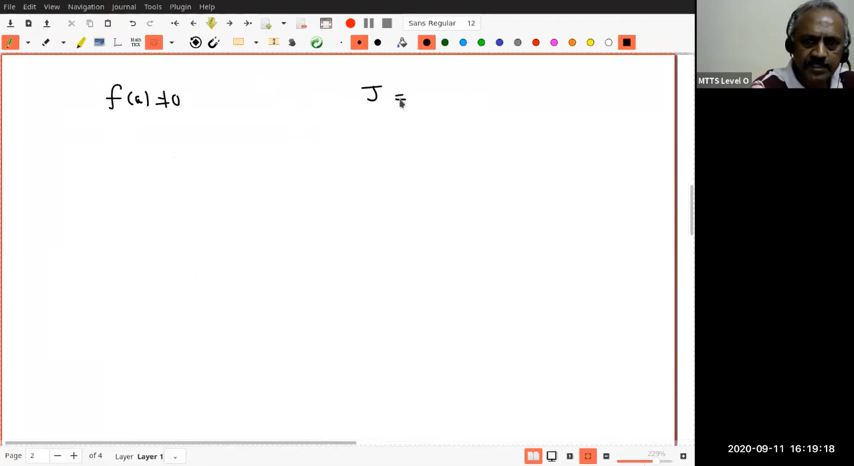 File Edit View Navigation Journal Tools Plugin Help
Sans Regular 12
f(a) ≠ 0 J =
MTTS Level O
Page 2 of 4 Layer Layer 1 229%
2020-09-11 16:19:18